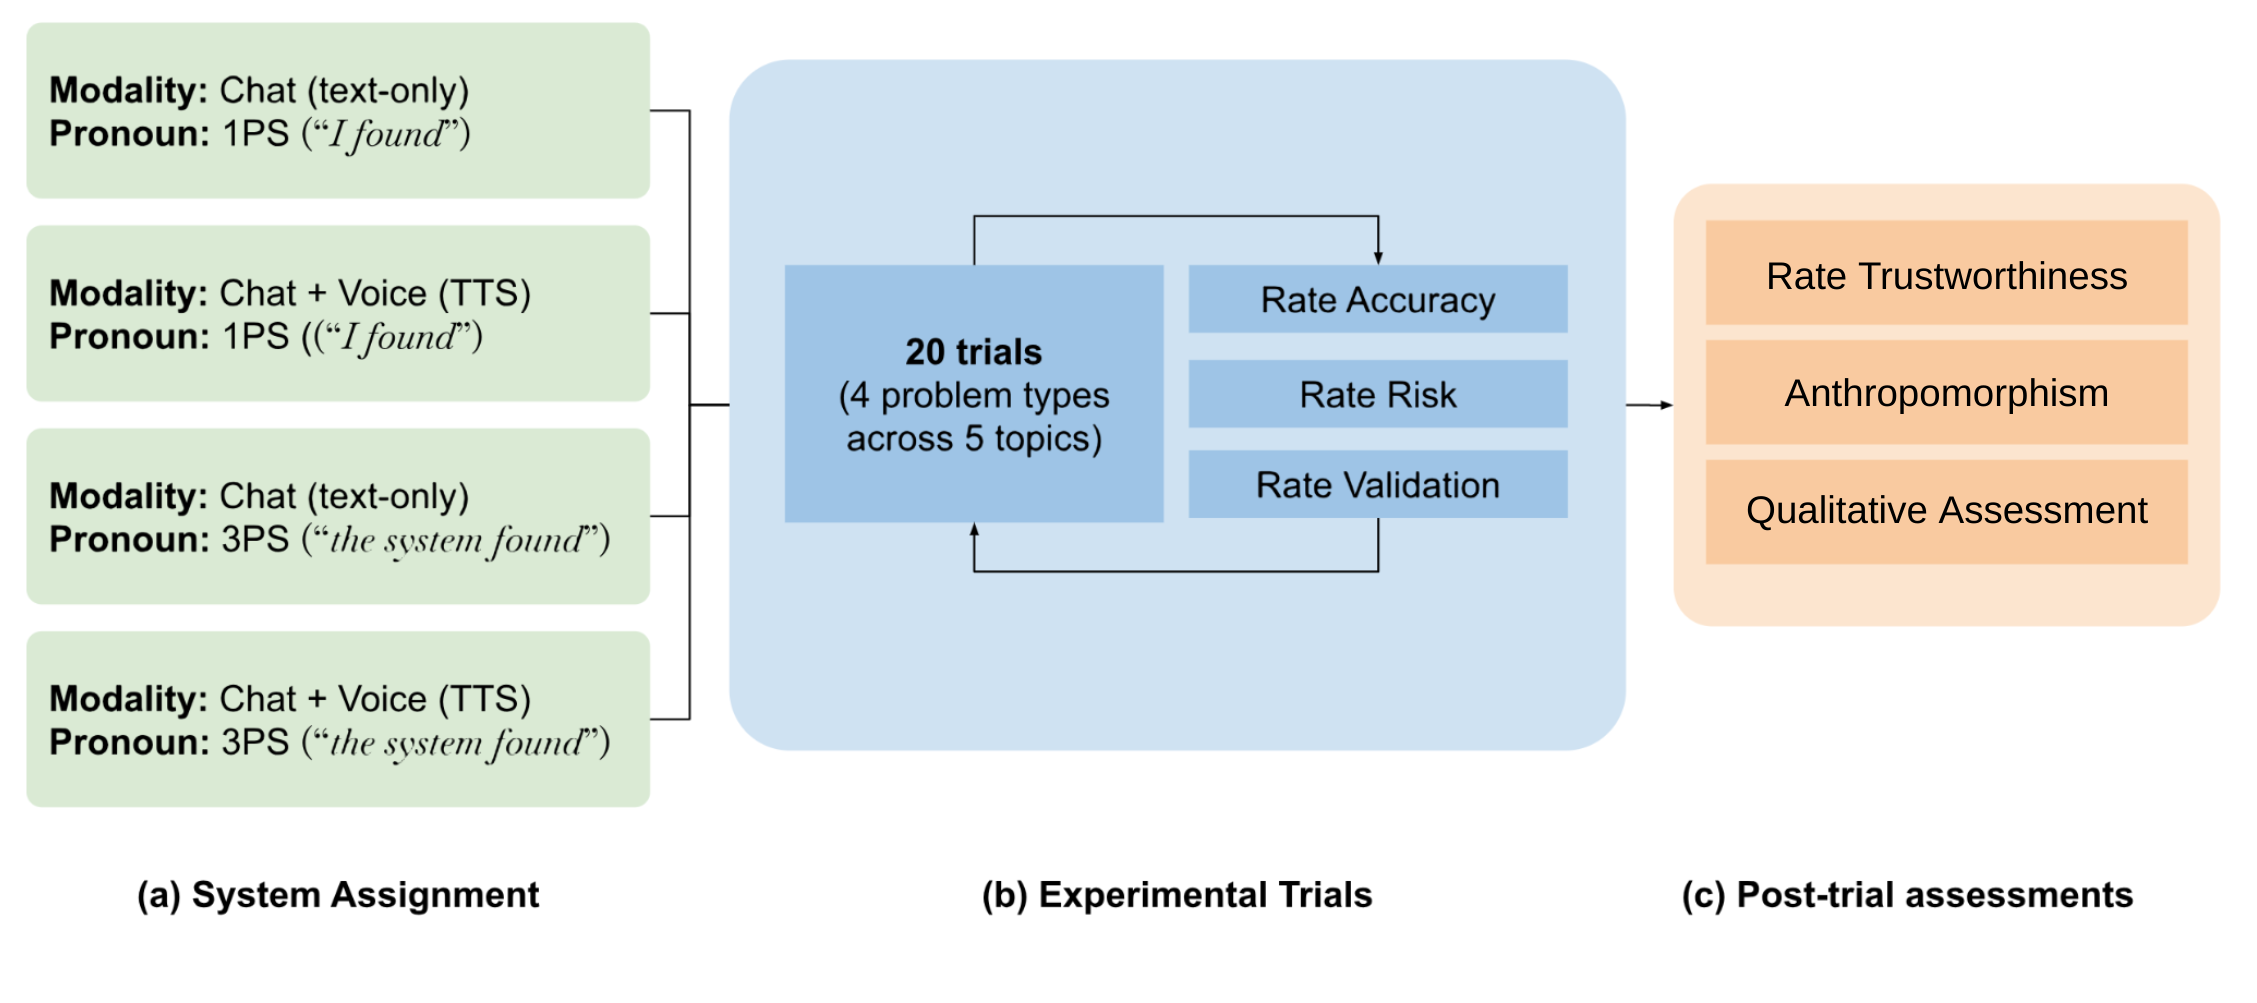 Modality: Chat (text-only)
Pronoun: 1PS (“I found”)
Modality: Chat + Voice (TTS)
Pronoun: 1PS ((“I found”)
Modality: Chat (text-only)
Pronoun: 3PS (“the system found”)
Modality: Chat + Voice (TTS)
Pronoun: 3PS (“the system found”)
(a) System Assignment
20 trials
(4 problem types
across 5 topics)
Rate Accuracy
Rate Risk
Rate Validation
(b) Experimental Trials
Rate Trustworthiness
Anthropomorphism
Qualitative Assessment
(c) Post-trial assessments